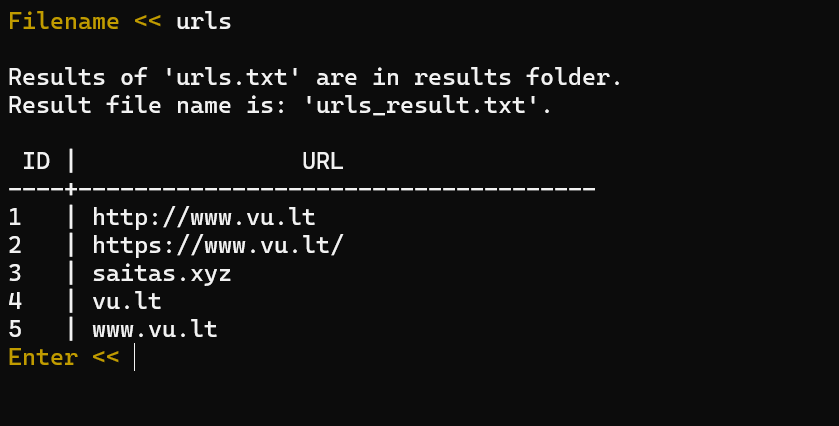 Filename << urls
Results of 'urls.txt' are in results folder.
Result file name is: 'urls_result.txt'.
 ID |                URL
----+-------------------------------------
1   | http://www.vu.lt
2   | https://www.vu.lt/
3   | saitas.xyz
4   | vu.lt
5   | www.vu.lt
Enter <<